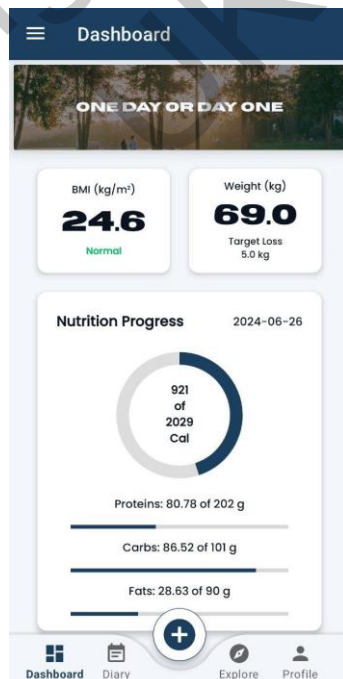 Dashboard
ONE DAY OR DAY ONE
BMI (kg/m²)
24.6
Normal
Weight (kg)
69.0
Target Loss
5.0 kg
Nutrition Progress
2024-06-26
921
of
2029
Cal
Proteins: 80.78 of 202 g
Carbs: 86.52 of 101 g
Fats: 28.63 of 90 g
Dashboard
Diary
Explore
Profile